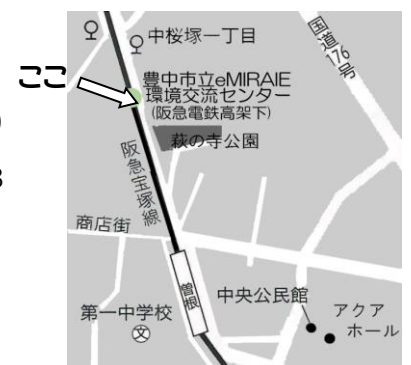 中桜塚一丁目
国道176号
ここ
豊中市立eMIRAIE
環境交流センター
(阪急電鉄高架下)
萩の寺公園
阪急宝塚線
商店街
曽根
中央公民館
第一中学校
文
アクア
ホール